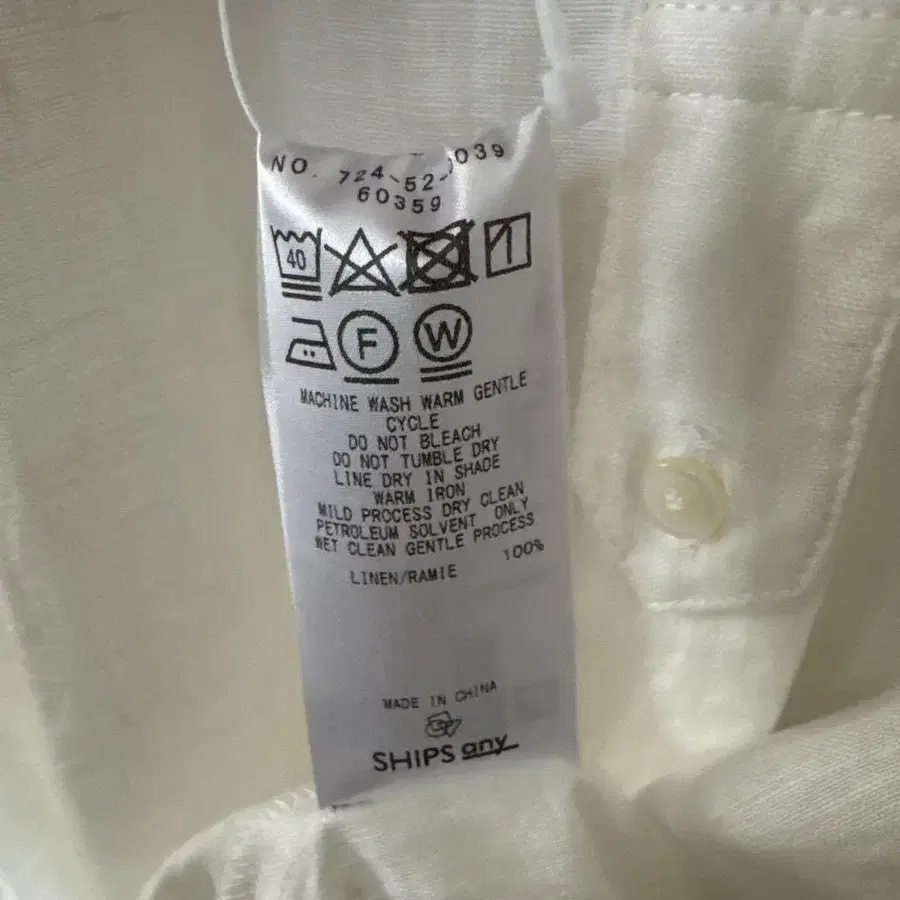 NO. 724-52-1039
60359
40
F W
MACHINE WASH WARM GENTLE
CYCLE
DO NOT BLEACH
DO NOT TUMBLE DRY
LINE DRY IN SHADE
WARM IRON
MILD PROCESS DRY CLEAN
PETROLEUM SOLVENT ONLY
WET CLEAN GENTLE PROCESS
100%
LINEN/RAMIE
MADE IN CHINA
SHIPS any